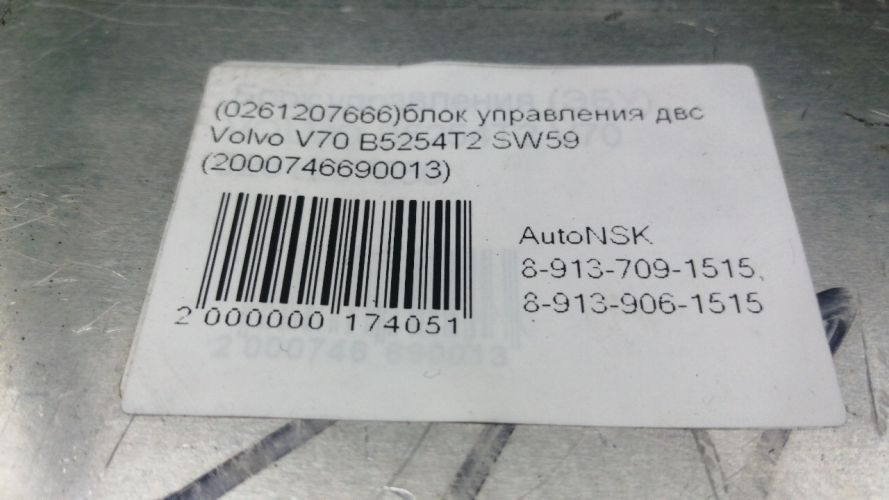 (0261207666)блок управления двс
Volvo V70 B5254T2 SW59
(2000746690013)
2 000000 174051
AutoNSK
8-913-709-1515,
8-913-906-1515